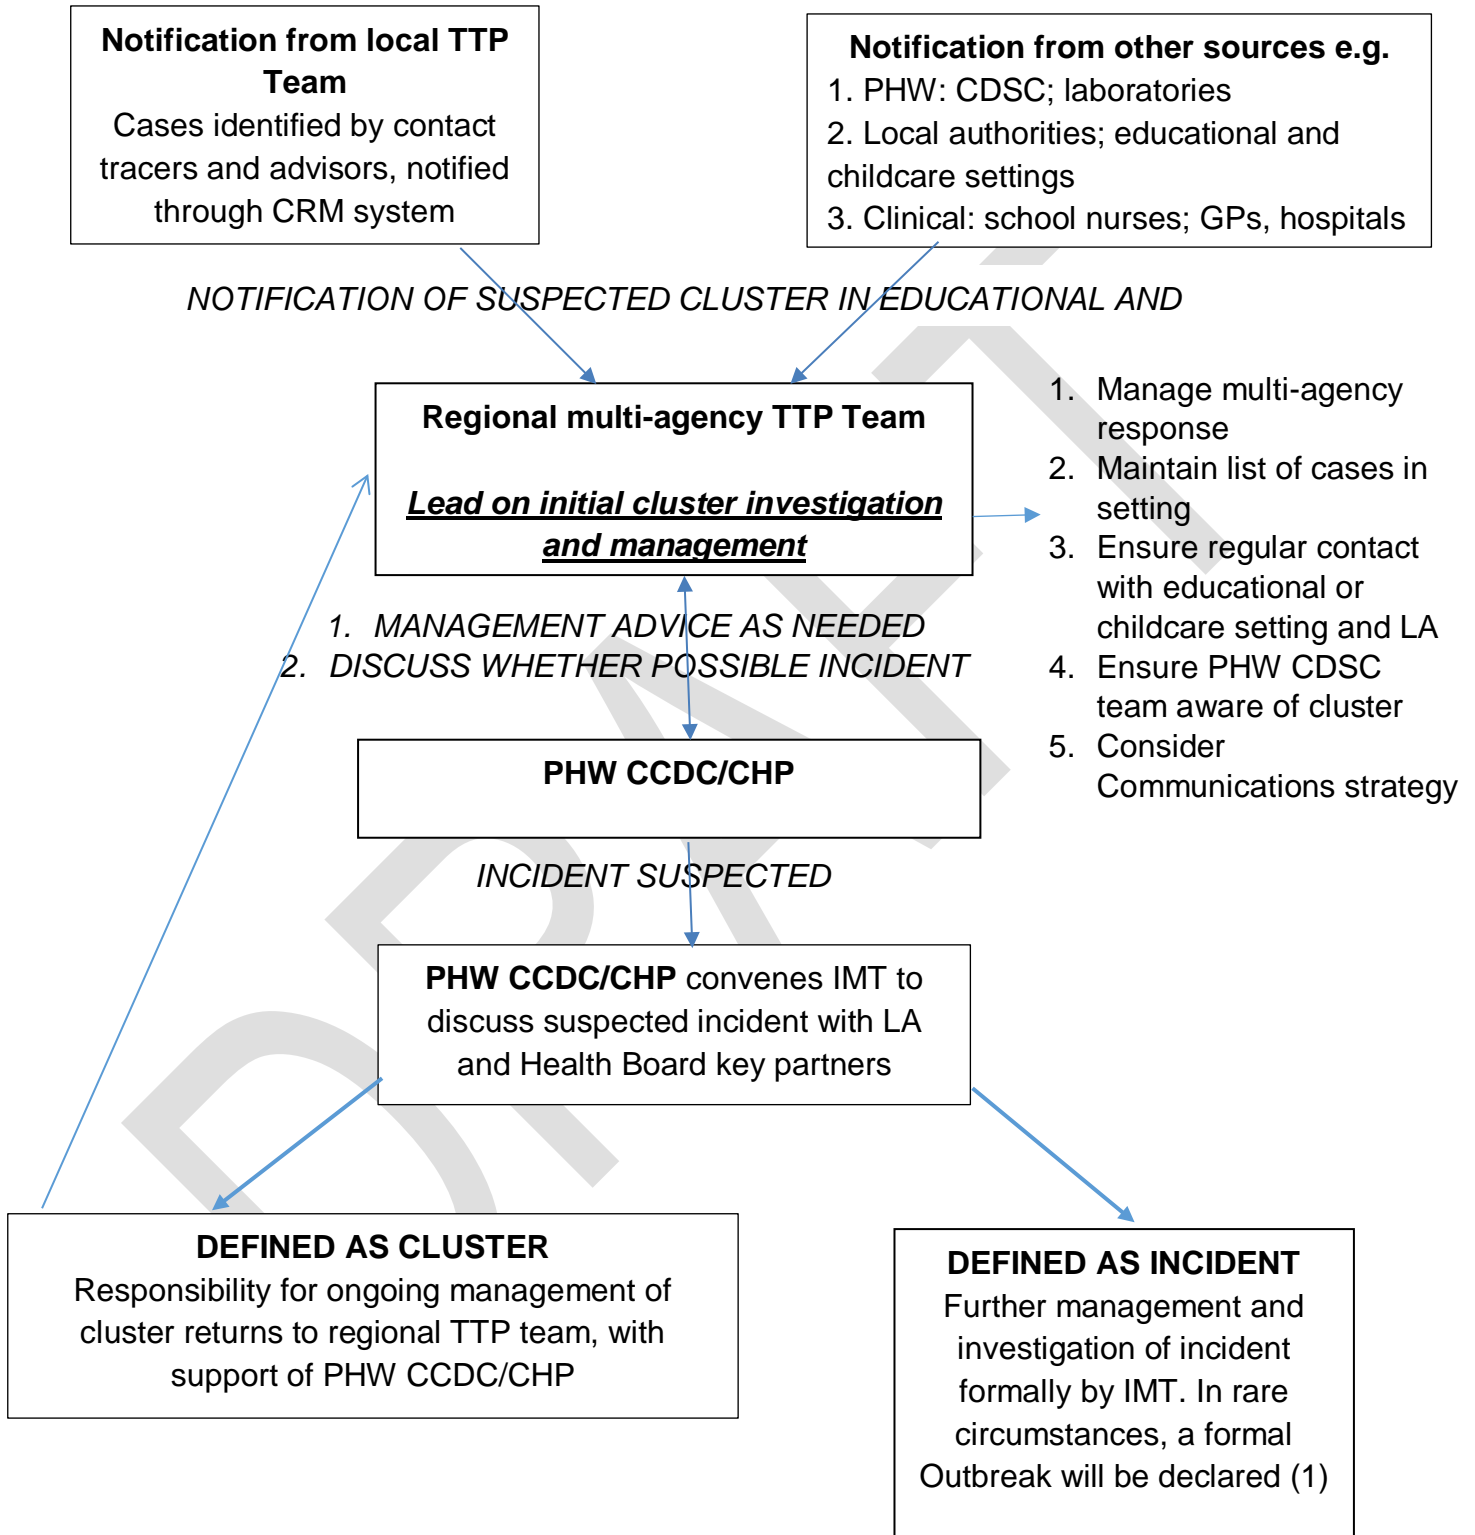 Notification from local TTP
Team
Cases identified by contact
tracers and advisors, notified
through CRM system
Notification from other sources e.g.
1. PHW: CDSC; laboratories
2. Local authorities; educational and
childcare settings
3. Clinical: school nurses; GPs, hospitals
NOTIFICATION OF SUSPECTED CLUSTER IN EDUCATIONAL AND
Regional multi-agency TTP Team
Lead on initial cluster investigation
and management
1. Manage multi-agency
response
2. Maintain list of cases in
setting
3. Ensure regular contact
with educational or
childcare setting and LA
4. Ensure PHW CDSC
team aware of cluster
5. Consider
Communications strategy
1. MANAGEMENT ADVICE AS NEEDED
2. DISCUSS WHETHER POSSIBLE INCIDENT
PHW CCDC/CHP
INCIDENT SUSPECTED
PHW CCDC/CHP convenes IMT to
discuss suspected incident with LA
and Health Board key partners
DEFINED AS CLUSTER
Responsibility for ongoing management of
cluster returns to regional TTP team, with
support of PHW CCDC/CHP
DEFINED AS INCIDENT
Further management and
investigation of incident
formally by IMT. In rare
circumstances, a formal
Outbreak will be declared (1)
DRAFT